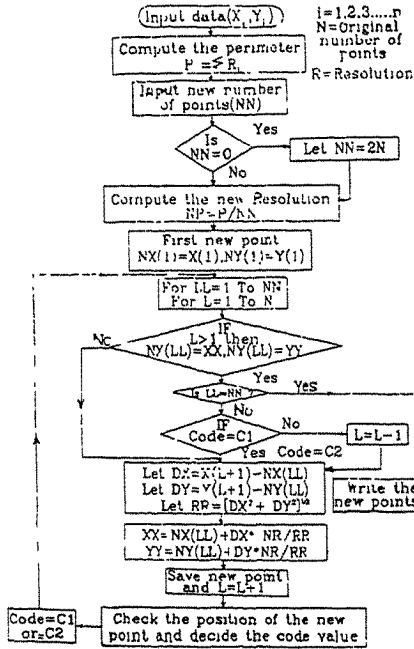 Input data(X,Y,)
i=1,2,3.....n
N=Original
number of
points
R=Resolution
Compute the perimeter
P = Σ R,
Input new number
of points(NN)
Is
NN=0
Yes
Let NN=2N
No
Compute the new Resolution
NR=P/NN
First new point
NX(1)=X(1),NY(1)=Y(1)
For LL=1 To NN
For L=1 To N
IF
L>1 then
NY(LL)=XX,NY(LL)=YY
No
Yes
Is LL=NN ?
Yes
No
IF
Code=C1
No
L=L-1
Yes
Code=C2
Let DX=X(L+1)-NX(LL)
Let DY=Y(L+1)-NY(LL)
Let RR=[DX² + DY²]½
Write the
new points
XX=NX(LL)+DX* NR/RR
YY=NY(LL)+DY*NR/RR
Save new point
and L=L+1
Code=C1
or=C2
Check the position of the new
point and decide the code value